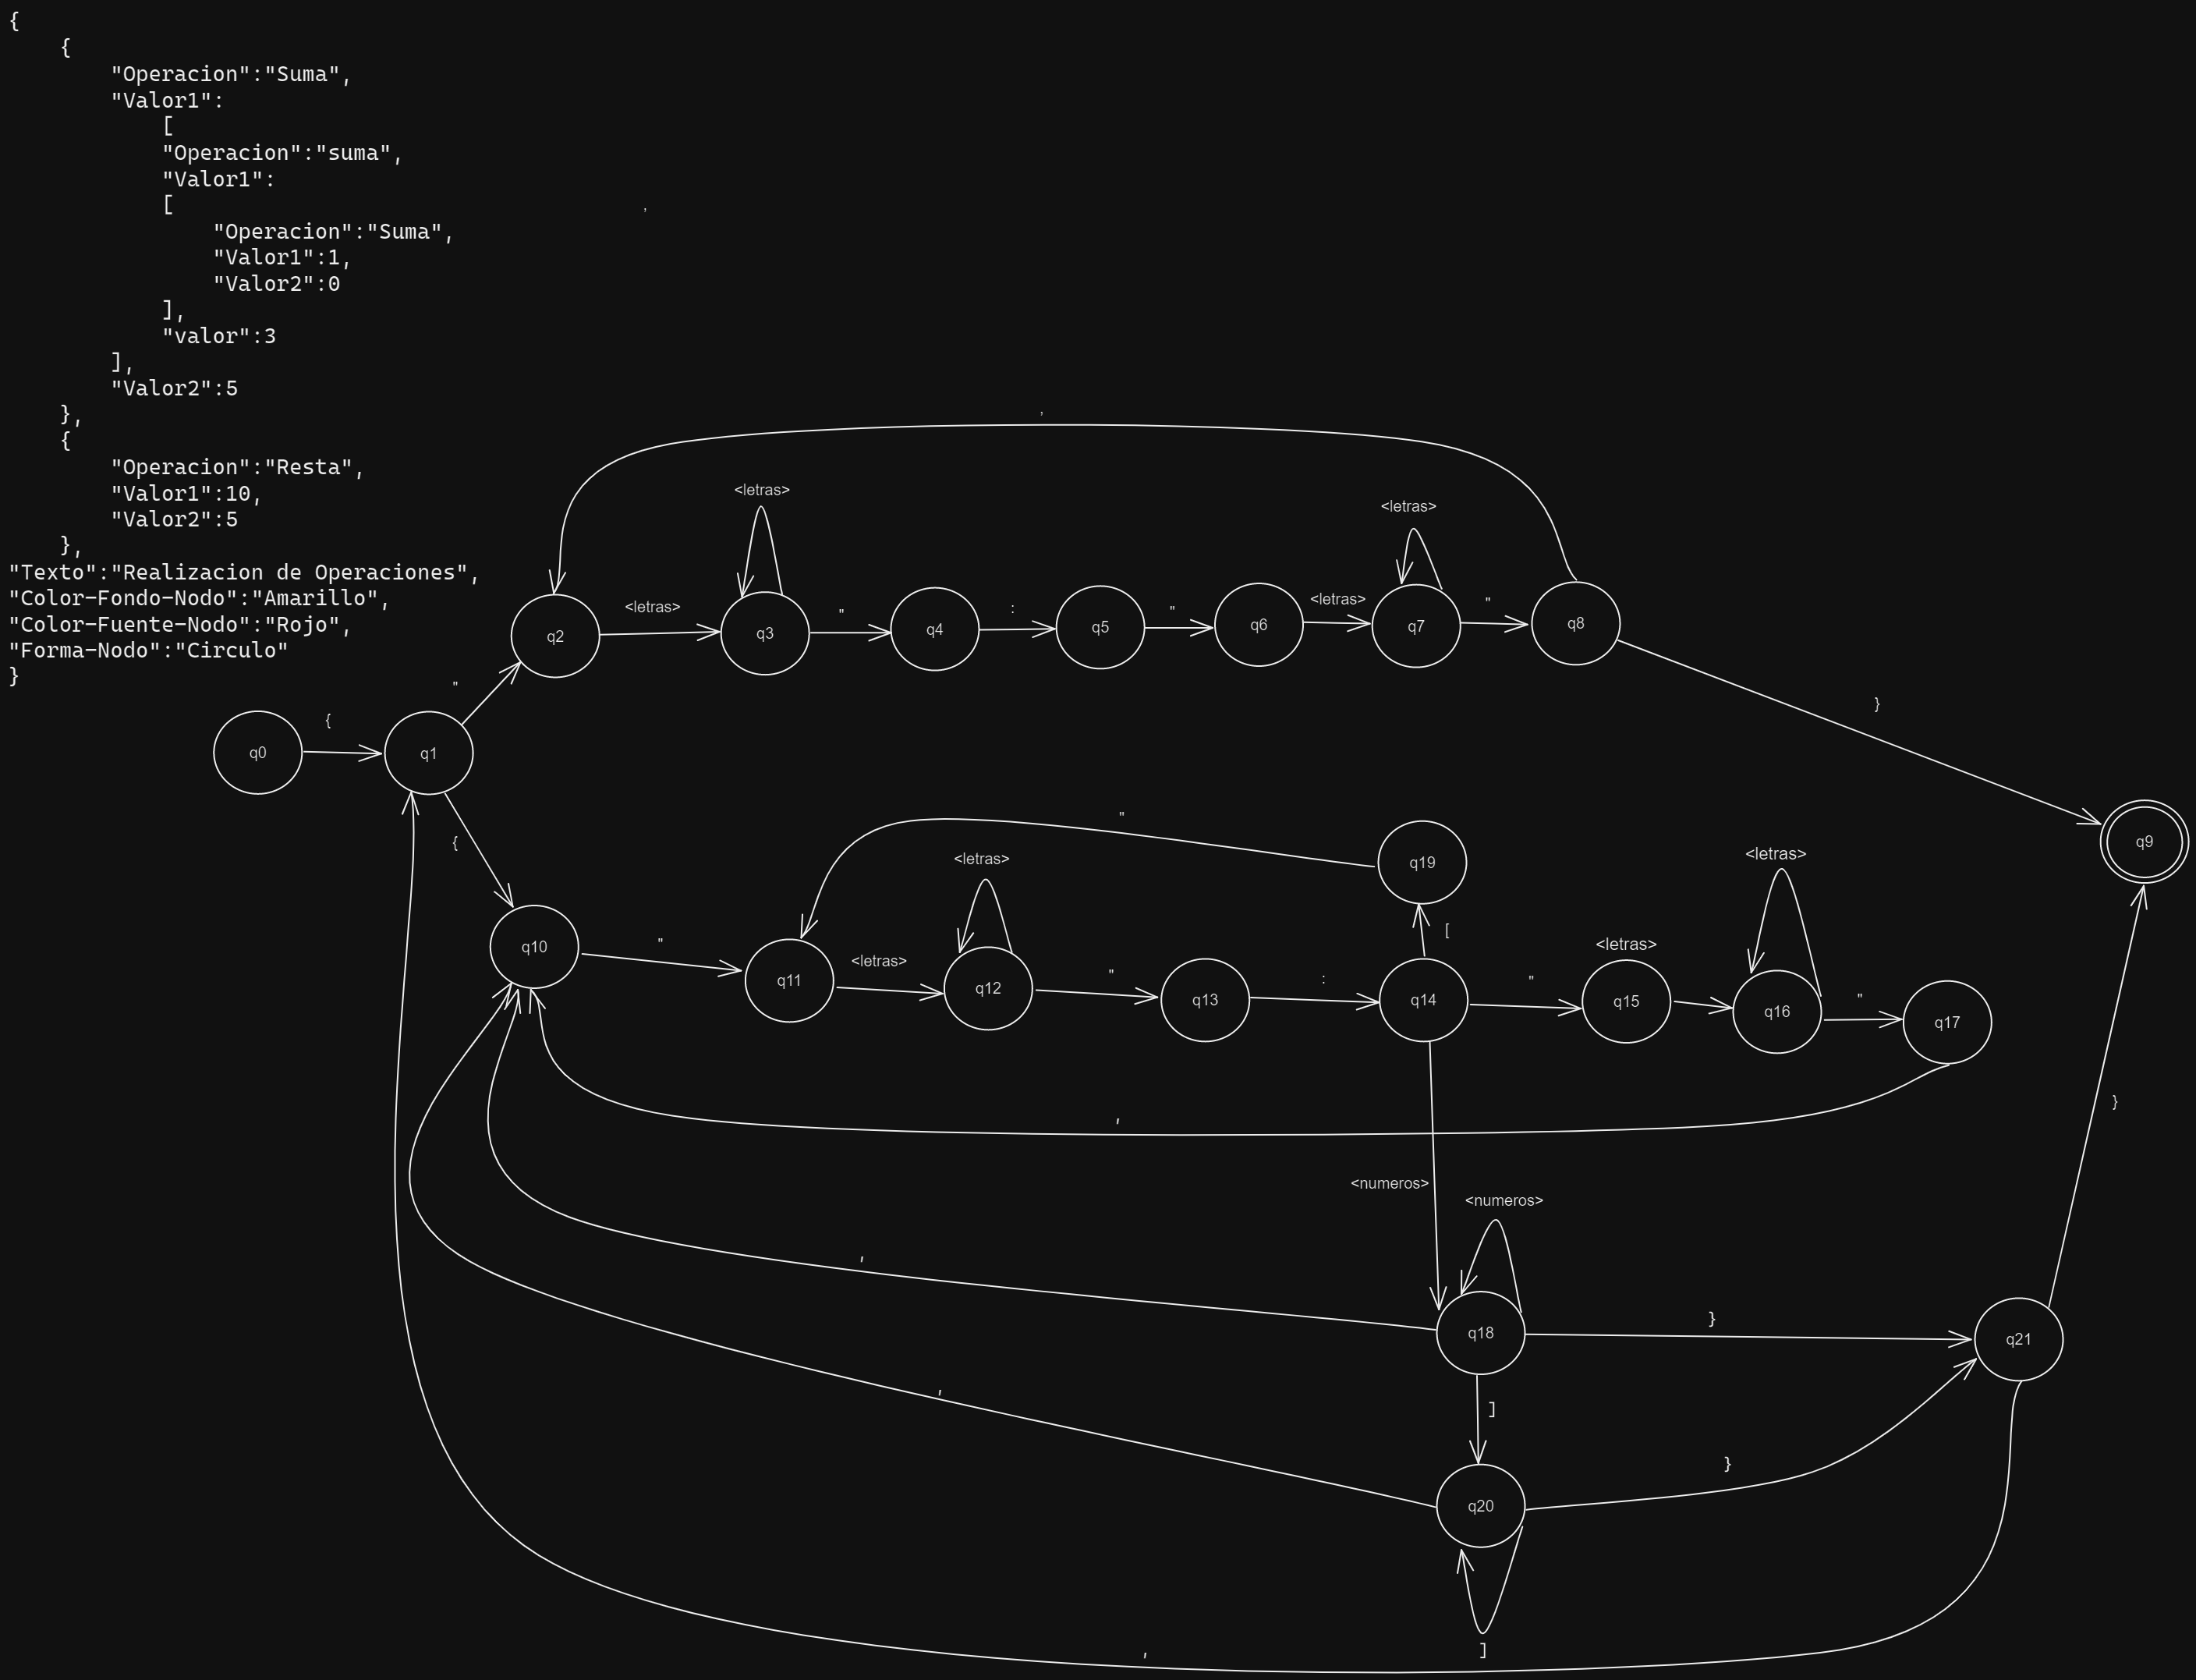 {
{
"Operacion":"Suma",
"Valor1":
[
"Operacion":"suma",
"Valor1":
[
"Operacion":"Suma",
"Valor1":1,
"Valor2":0
],
"valor":3
],
"Valor2":5
},
{
"Operacion":"Resta",
"Valor1":10,
"Valor2":5
},
"Texto":"Realizacion de Operaciones",
"Color-Fondo-Nodo":"Amarillo",
"Color-Fuente-Nodo":"Rojo",
"Forma-Nodo":"Circulo"
}
,
,
<letras>
<letras>
q2
<letras>
q3
"
q4
:
q5
"
q6
<letras>
q7
"
q8
"
}
q0
{
q1
{
q9
"
<letras>
q19
<letras>
[
q10
"
q11
<letras>
q12
"
q13
:
q14
"
<letras>
q15
q16
"
q17
,
}
<numeros>
<numeros>
,
q18
}
q21
]
,
}
q20
]
,